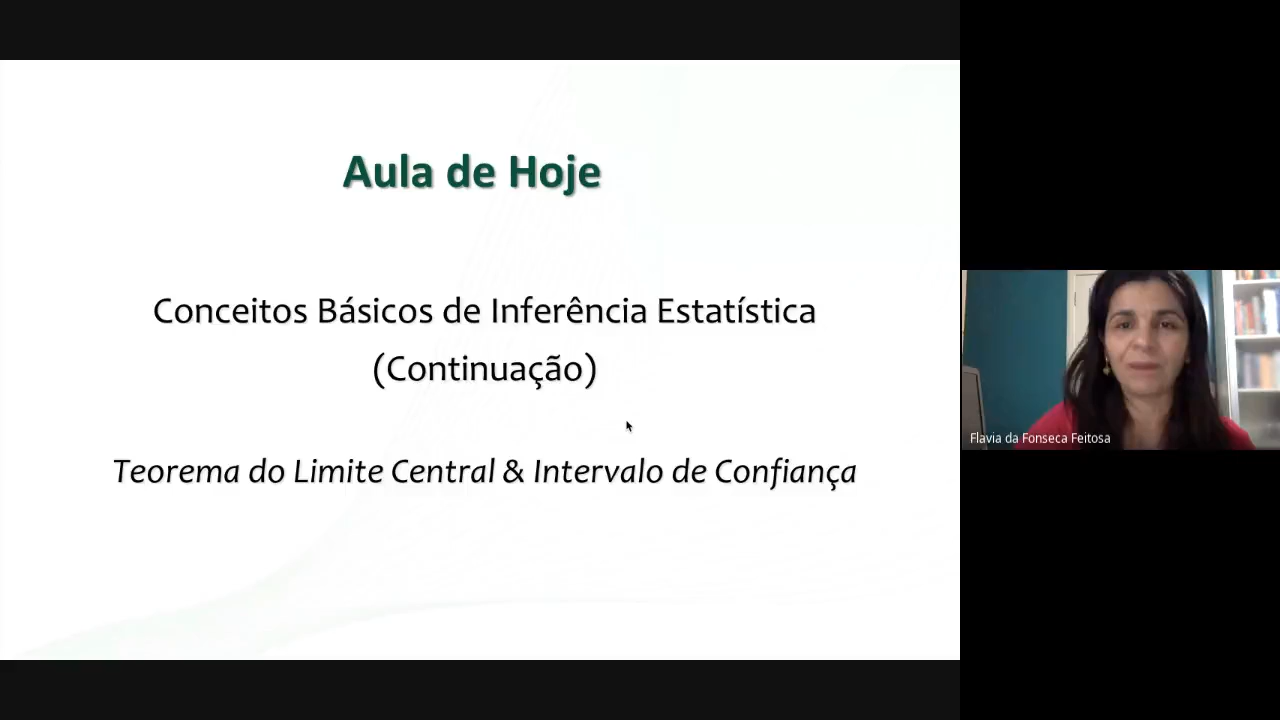 Aula de Hoje
Conceitos Básicos de Inferência Estatística
(Continuação)
Teorema do Limite Central & Intervalo de Confiança
Flavia da Fonseca Feitosa